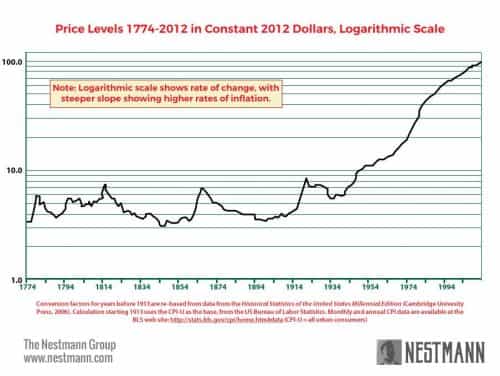 Price Levels 1774-2012 in Constant 2012 Dollars, Logarithmic Scale
100.0
Note: Logarithmic scale shows rate of change, with
steeper slope showing higher rates of inflation.
10.0
1.0
1774 1794 1814 1834 1854 1874 1894 1914 1934 1954 1974 1994
Conversion factors for years before 1913 are re-based from data from the Historical Statistics of the United States Millennial Edition (Cambridge University
Press, 2006). Calculation starting 1913 uses the CPI-U as the base, from the US Bureau of Labor Statistics. Monthly and annual CPI data are available at the
BLS web site: http://stats.bls.gov/cpi/home.htm#data (CPI-U = all urban consumers)
The Nestmann Group
www.nestmann.com
NESTMANN